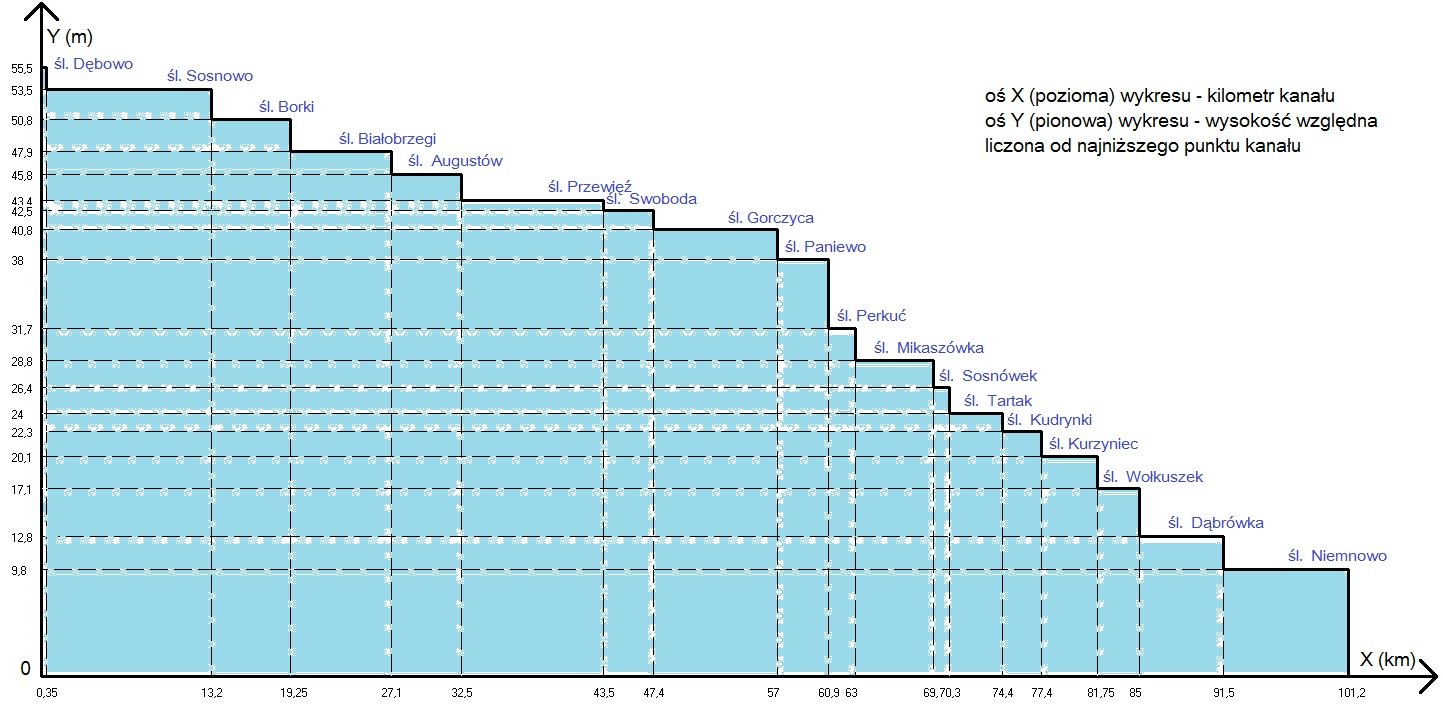 Y (m)
55,5
śl. Dębowo
śl. Sosnowo
53,5
śl. Borki
50,8
śl. Białobrzegi
47,9
śl. Augustów
45,8
śl. Przewięź
43,4
śl. Swoboda
42,5
śl. Gorczyca
40,8
śl. Paniewo
38
śl. Perkuć
31,7
śl. Mikaszówka
28,8
śl. Sosnówek
26,4
śl. Tartak
24
śl. Kudrynki
22,3
śl. Kurzyniec
20,1
śl. Wołkuszek
17,1
śl. Dąbrówka
12,8
śl. Niemnowo
9,8
oś X (pozioma) wykresu - kilometr kanału
oś Y (pionowa) wykresu - wysokość względna
liczona od najniższego punktu kanału
0
X (km)
0,35 13,2 19,25 27,1 32,5 43,5 47,4 57 60,9 63 69,7 70,3 74,4 77,4 81,75 85 91,5 101,2